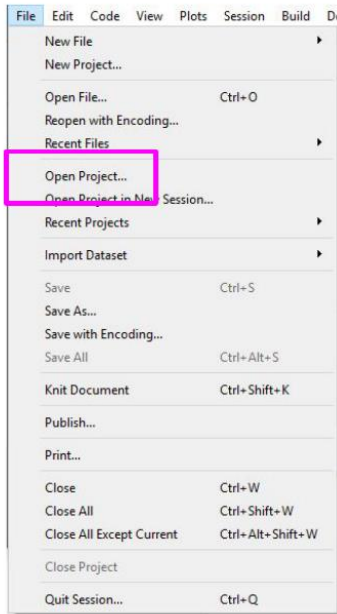 File Edit Code View Plots Session Build
New File
New Project...
Open File... Ctrl+O
Reopen with Encoding...
Recent Files
Open Project...
Open Project in New Session...
Recent Projects
Import Dataset
Save Ctrl+S
Save As...
Save with Encoding...
Save All Ctrl+Alt+S
Knit Document Ctrl+Shift+K
Publish...
Print...
Close Ctrl+W
Close All Ctrl+Shift+W
Close All Except Current Ctrl+Alt+Shift+W
Close Project
Quit Session... Ctrl+Q